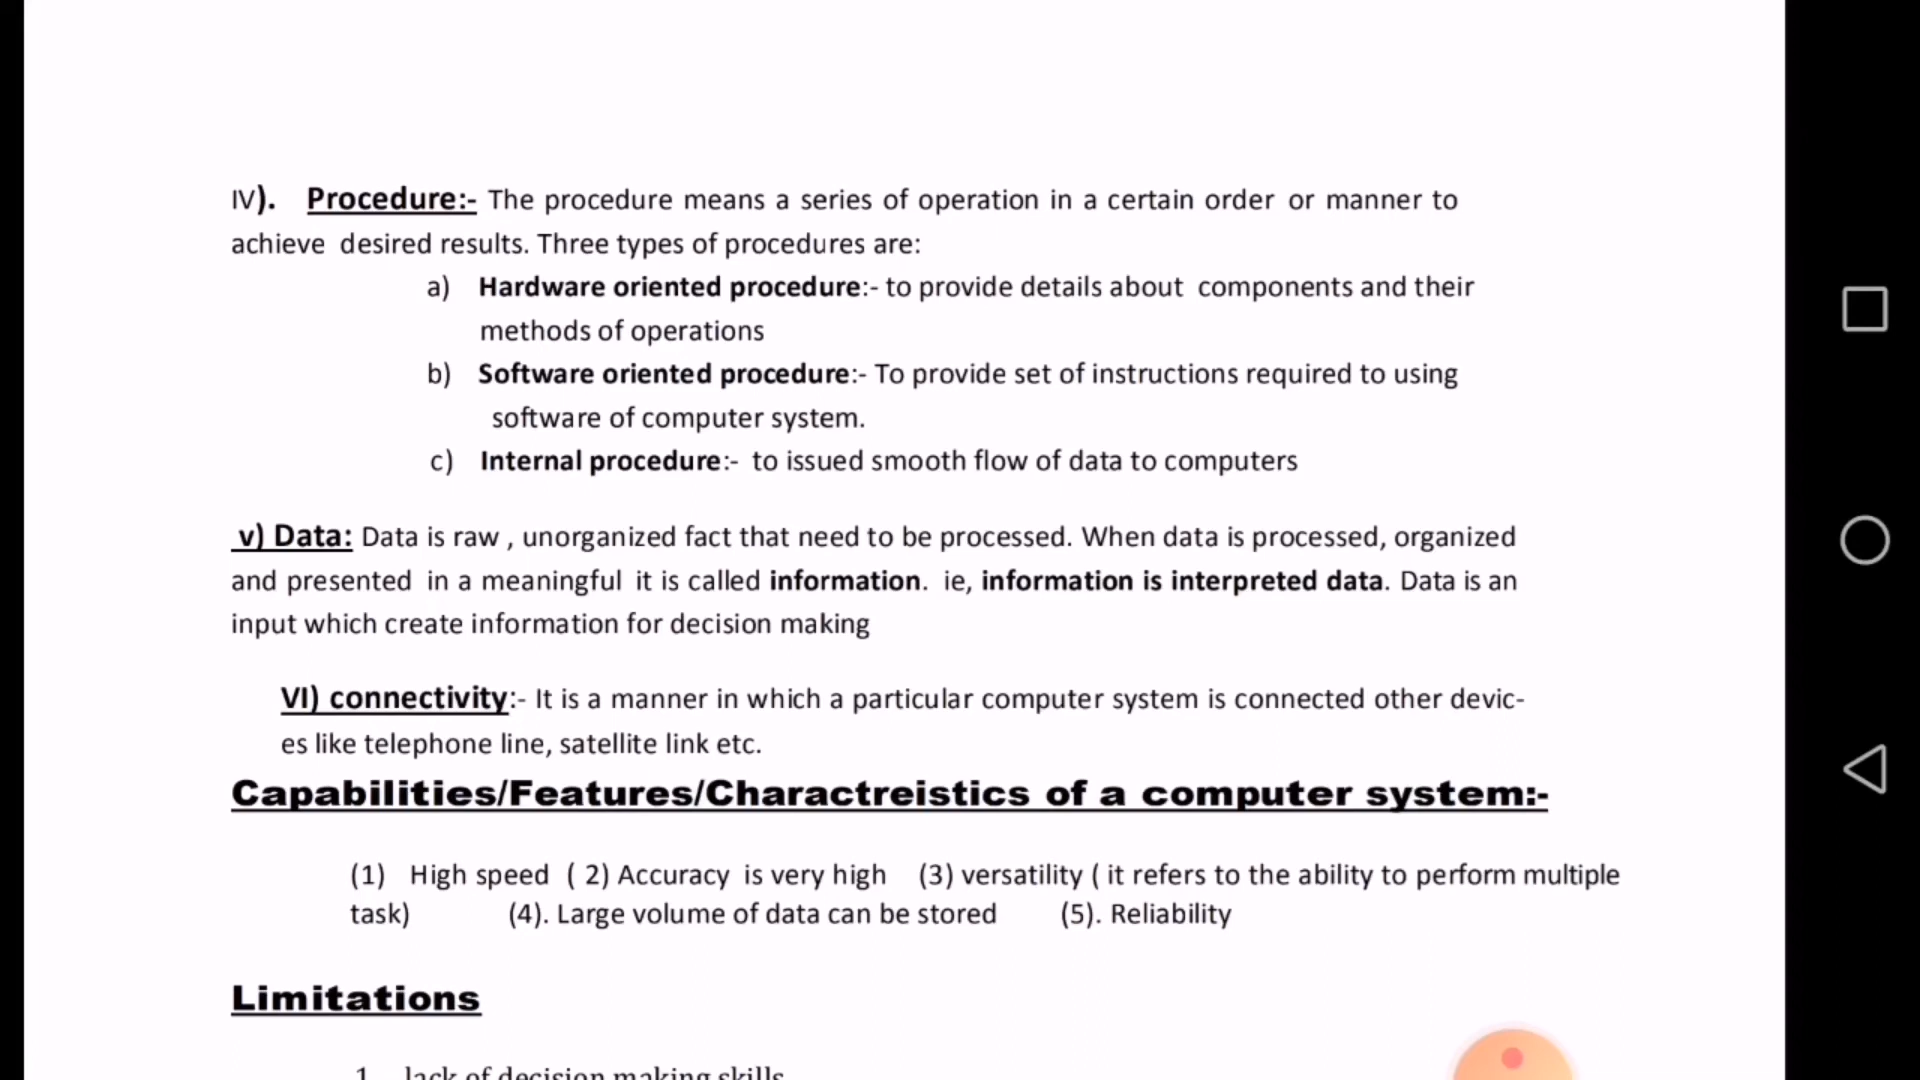 IV). Procedure:- The procedure means a series of operation in a certain order or manner to
achieve desired results. Three types of procedures are:
a) Hardware oriented procedure:- to provide details about components and their
methods of operations
b) Software oriented procedure:- To provide set of instructions required to using
software of computer system.
c) Internal procedure:- to issued smooth flow of data to computers
v) Data: Data is raw , unorganized fact that need to be processed. When data is processed, organized
and presented in a meaningful it is called information. ie, information is interpreted data. Data is an
input which create information for decision making
VI) connectivity:- It is a manner in which a particular computer system is connected other devic-
es like telephone line, satellite link etc.
Capabilities/Features/Charactreistics of a computer system:-
(1) High speed ( 2) Accuracy is very high (3) versatility ( it refers to the ability to perform multiple
task) (4). Large volume of data can be stored (5). Reliability
Limitations
1 lack of decision making skills